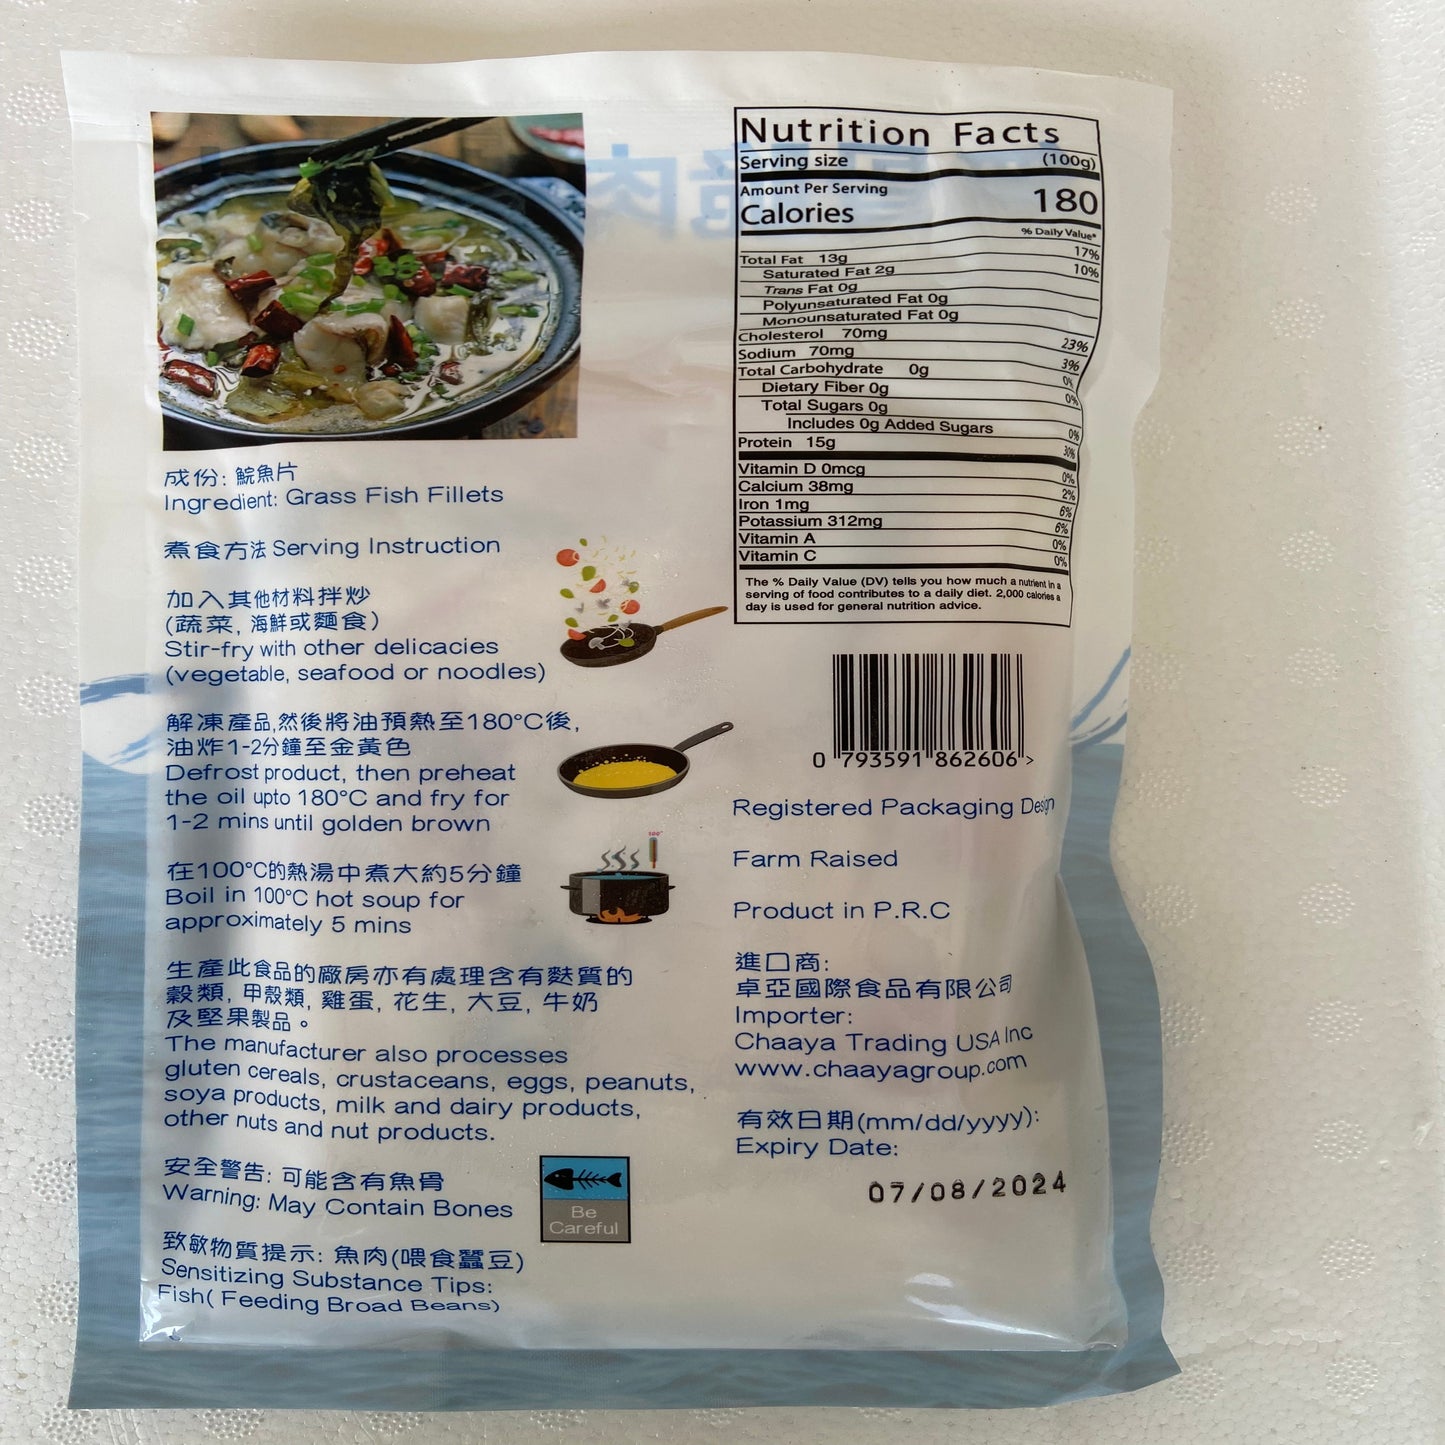 成份: 鯇魚片
Ingredient: Grass Fish Fillets
煮食方法 Serving Instruction
加入其他材料拌炒
(蔬菜, 海鮮或麵食)
Stir-fry with other delicacies
(vegetable, seafood or noodles)
解凍產品,然後將油預熱至180°C後,
油炸1-2分鐘至金黃色
Defrost product, then preheat
the oil upto 180°C and fry for
1-2 mins until golden brown
在100°C的熱湯中煮大約5分鐘
Boil in 100°C hot soup for
approximately 5 mins
生產此食品的廠房亦有處理含有麩質的
穀類, 甲殼類, 雞蛋, 花生, 大豆, 牛奶
及堅果製品。
The manufacturer also processes
gluten cereals, crustaceans, eggs, peanuts,
soya products, milk and dairy products,
other nuts and nut products.
安全警告: 可能含有魚骨
Warning: May Contain Bones
Be
Careful
致敏物質提示: 魚肉(喂食蠶豆)
Sensitizing Substance Tips:
Fish( Feeding Broad Beans)
Nutrition Facts
Serving size (100g)
Amount Per Serving
Calories 180
% Daily Value*
Total Fat 13g 17%
Saturated Fat 2g 10%
Trans Fat 0g
Polyunsaturated Fat 0g
Monounsaturated Fat 0g
Cholesterol 70mg 23%
Sodium 70mg 3%
Total Carbohydrate 0g 0%
Dietary Fiber 0g 0%
Total Sugars 0g
Includes 0g Added Sugars 0%
Protein 15g 30%
Vitamin D 0mcg 0%
Calcium 38mg 2%
Iron 1mg 6%
Potassium 312mg 6%
Vitamin A 0%
Vitamin C 0%
The % Daily Value (DV) tells you how much a nutrient in a
serving of food contributes to a daily diet. 2,000 calories a
day is used for general nutrition advice.
0 793591 862606 >
Registered Packaging Design
Farm Raised
Product in P.R.C
進口商:
卓亞國際食品有限公司
Importer:
Chaaya Trading USA Inc
www.chaayagroup.com
有效日期(mm/dd/yyyy):
Expiry Date:
07/08/2024